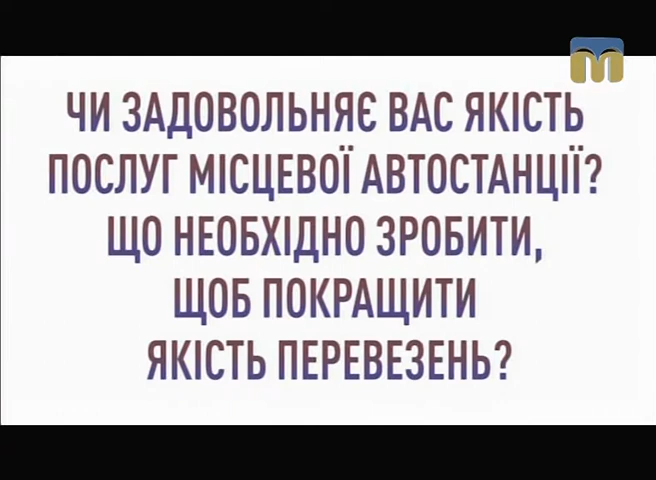 ЧИ ЗАДОВОЛЬНЯЄ ВАС ЯКІСТЬ
ПОСЛУГ МІСЦЕВОЇ АВТОСТАНЦІЇ?
ЩО НЕОБХІДНО ЗРОБИТИ,
ЩОБ ПОКРАЩИТИ
ЯКІСТЬ ПЕРЕВЕЗЕНЬ?